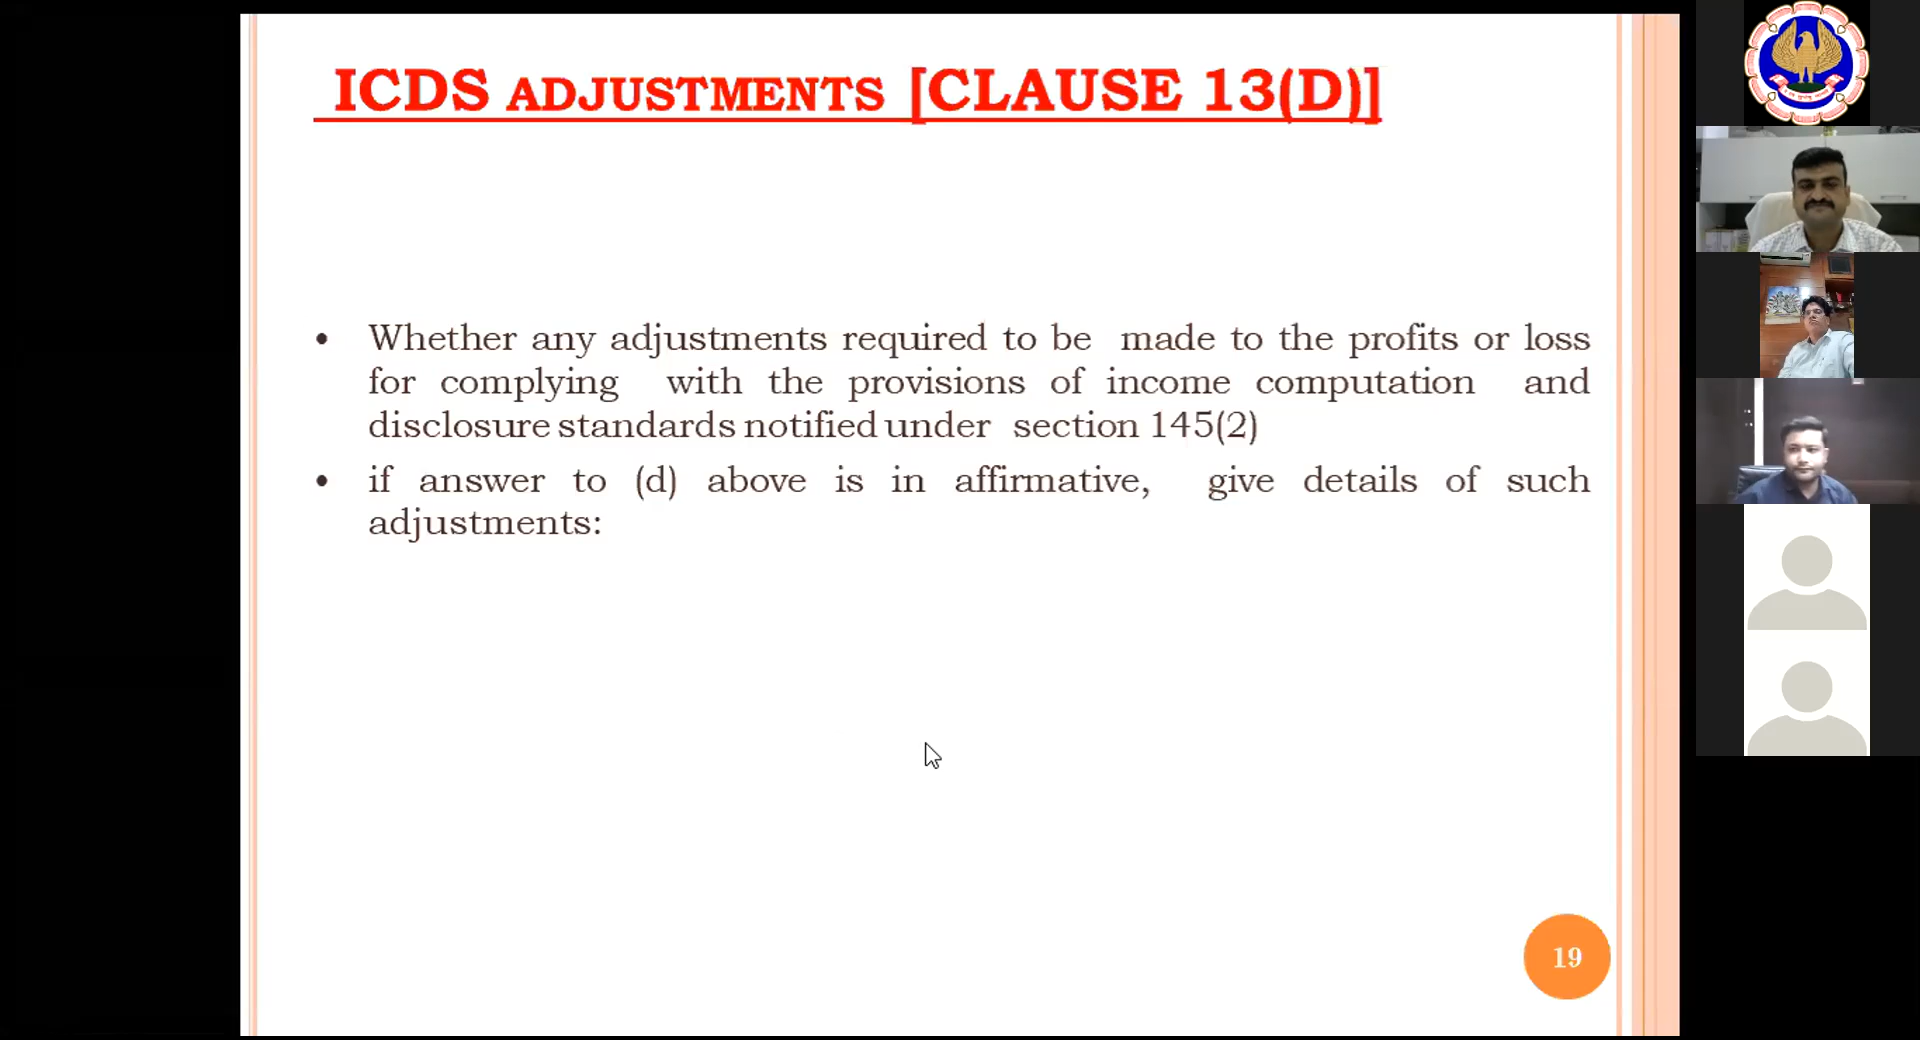 ICDS ADJUSTMENTS [CLAUSE 13(D)]
• Whether any adjustments required to be made to the profits or loss
for complying with the provisions of income computation and
disclosure standards notified under section 145(2)
• if answer to (d) above is in affirmative, give details of such
adjustments:
19